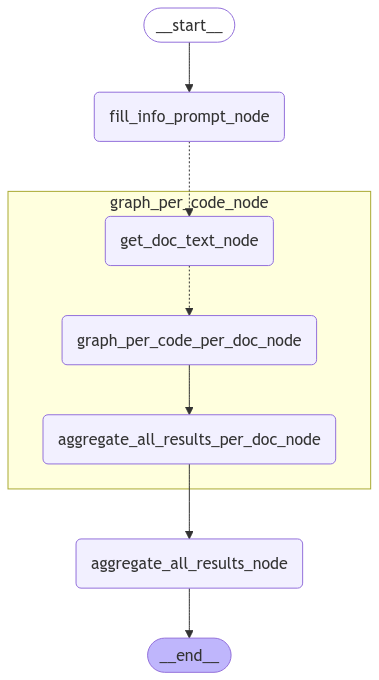 __start__
fill_info_prompt_node
graph_per_code_node
get_doc_text_node
graph_per_code_per_doc_node
aggregate_all_results_per_doc_node
aggregate_all_results_node
__end__